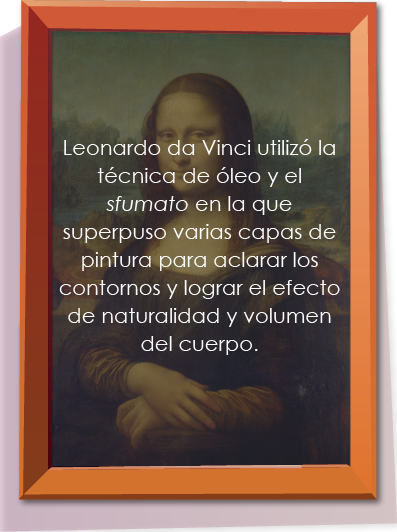 Leonardo da Vinci utilizó la
técnica de óleo y el
sfumato en la que
superpuso varias capas de
pintura para aclarar los
contornos y lograr el efecto
de naturalidad y volumen
del cuerpo.